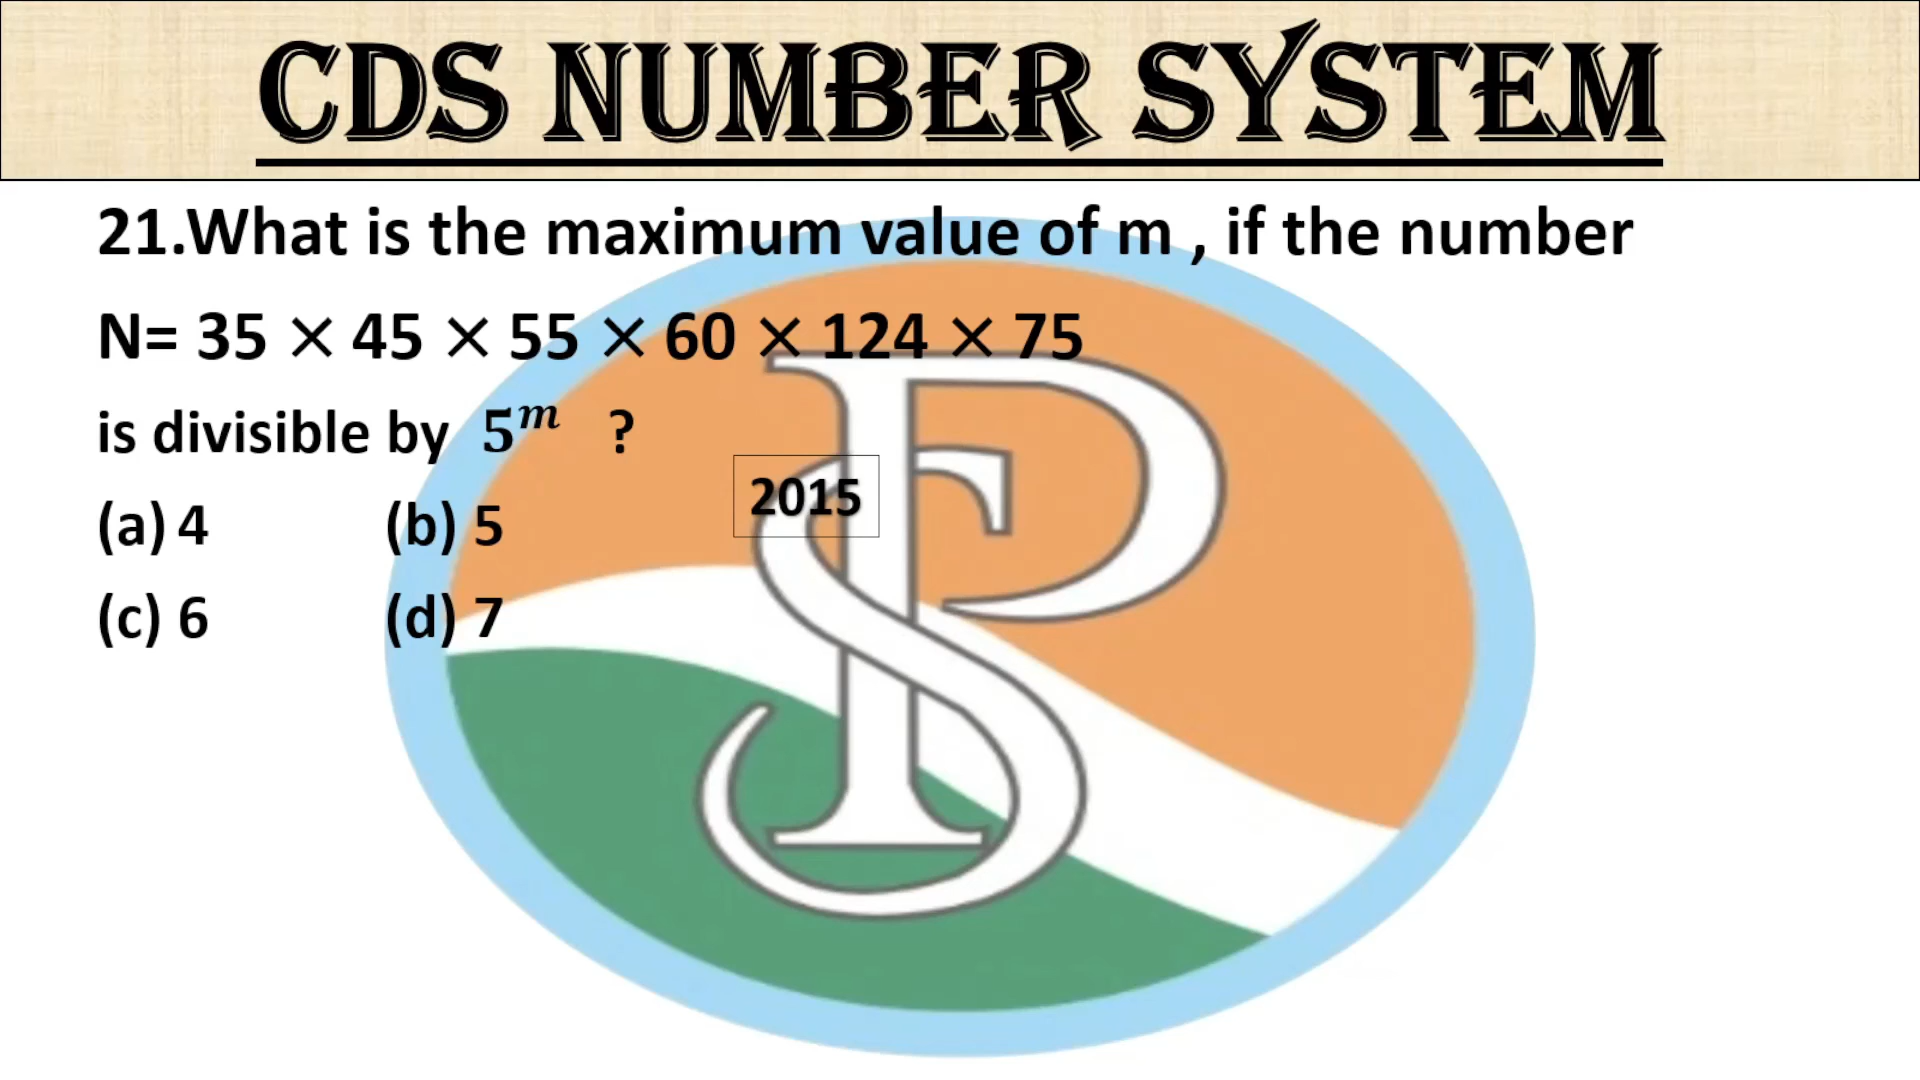 CDS NUMBER SYSTEM
21.What is the maximum value of m , if the number
N= 35 × 45 × 55 × 60 × 124 × 75
is divisible by 5^m ?
2015
(a) 4 (b) 5
(c) 6 (d) 7